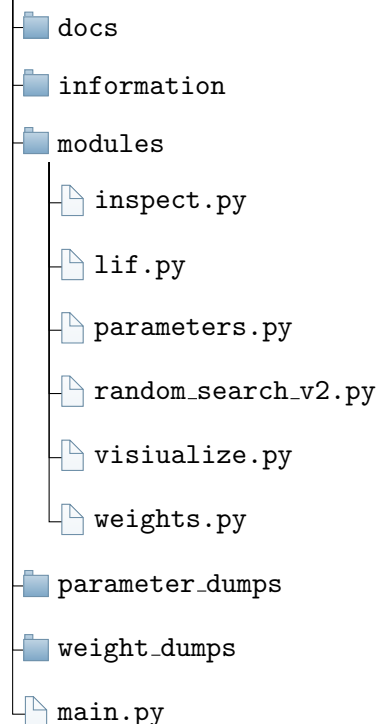 docs
information
modules
inspect.py
lif.py
parameters.py
random_search_v2.py
visiualize.py
weights.py
parameter_dumps
weight_dumps
main.py